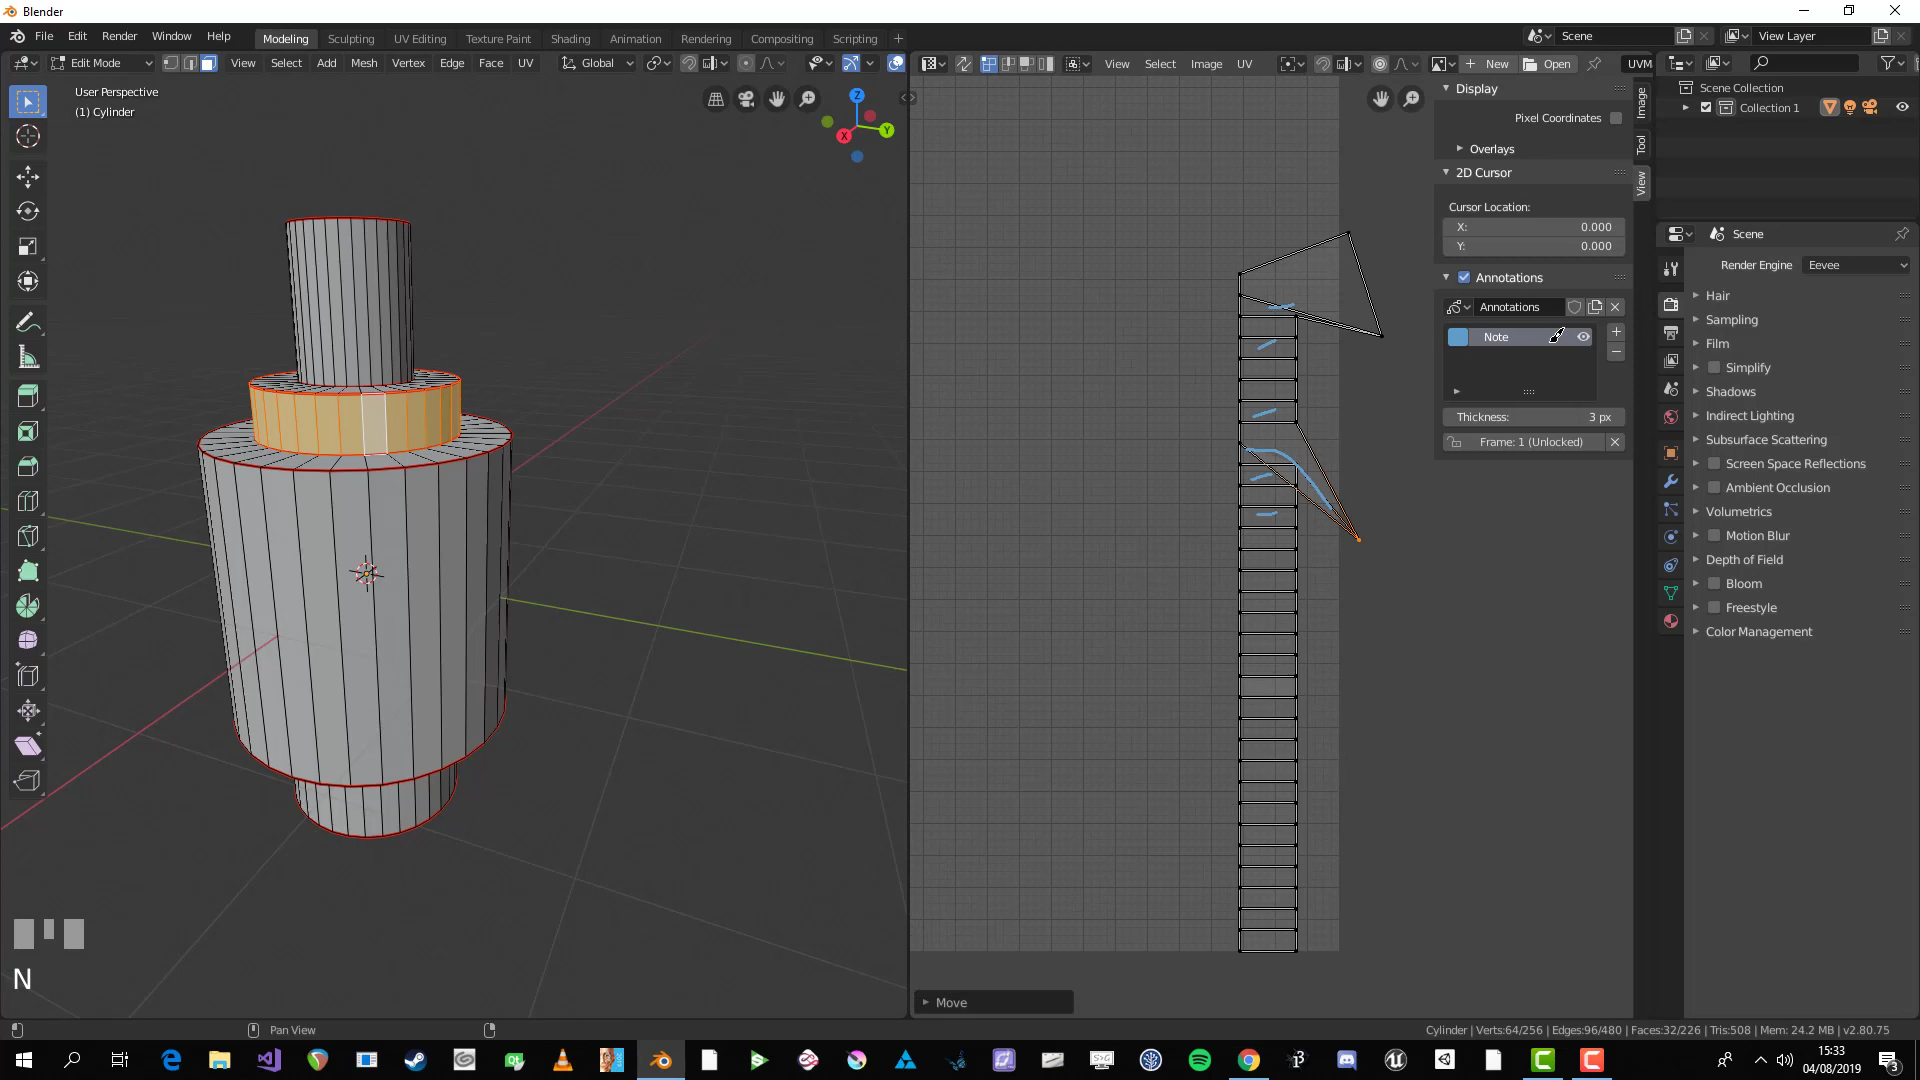 Blender
File Edit Render Window Help
Modeling Sculpting UV Editing Texture Paint Shading Animation Rendering Compositing Scripting +
Scene
View Layer
Edit Mode
View Select Add Mesh Vertex Edge Face UV
Global
View Select Image UV
New
Open
UVM
User Perspective
(1) Cylinder
Z
Y
X
N
Move
Display
Pixel Coordinates
Overlays
2D Cursor
Cursor Location:
X: 0.000
Y: 0.000
Annotations
Annotations
Note
Thickness: 3 px
Frame: 1 (Unlocked)
Image
Tool
View
Scene Collection
Collection 1
Scene
Render Engine Eevee
Hair
Sampling
Film
Simplify
Shadows
Indirect Lighting
Subsurface Scattering
Screen Space Reflections
Ambient Occlusion
Volumetrics
Motion Blur
Depth of Field
Bloom
Freestyle
Color Management
Pan View
Cylinder | Verts:64/256 | Edges:96/480 | Faces:32/226 | Tris:508 | Mem: 24.2 MB | v2.80.75
15:33
04/08/2019
3